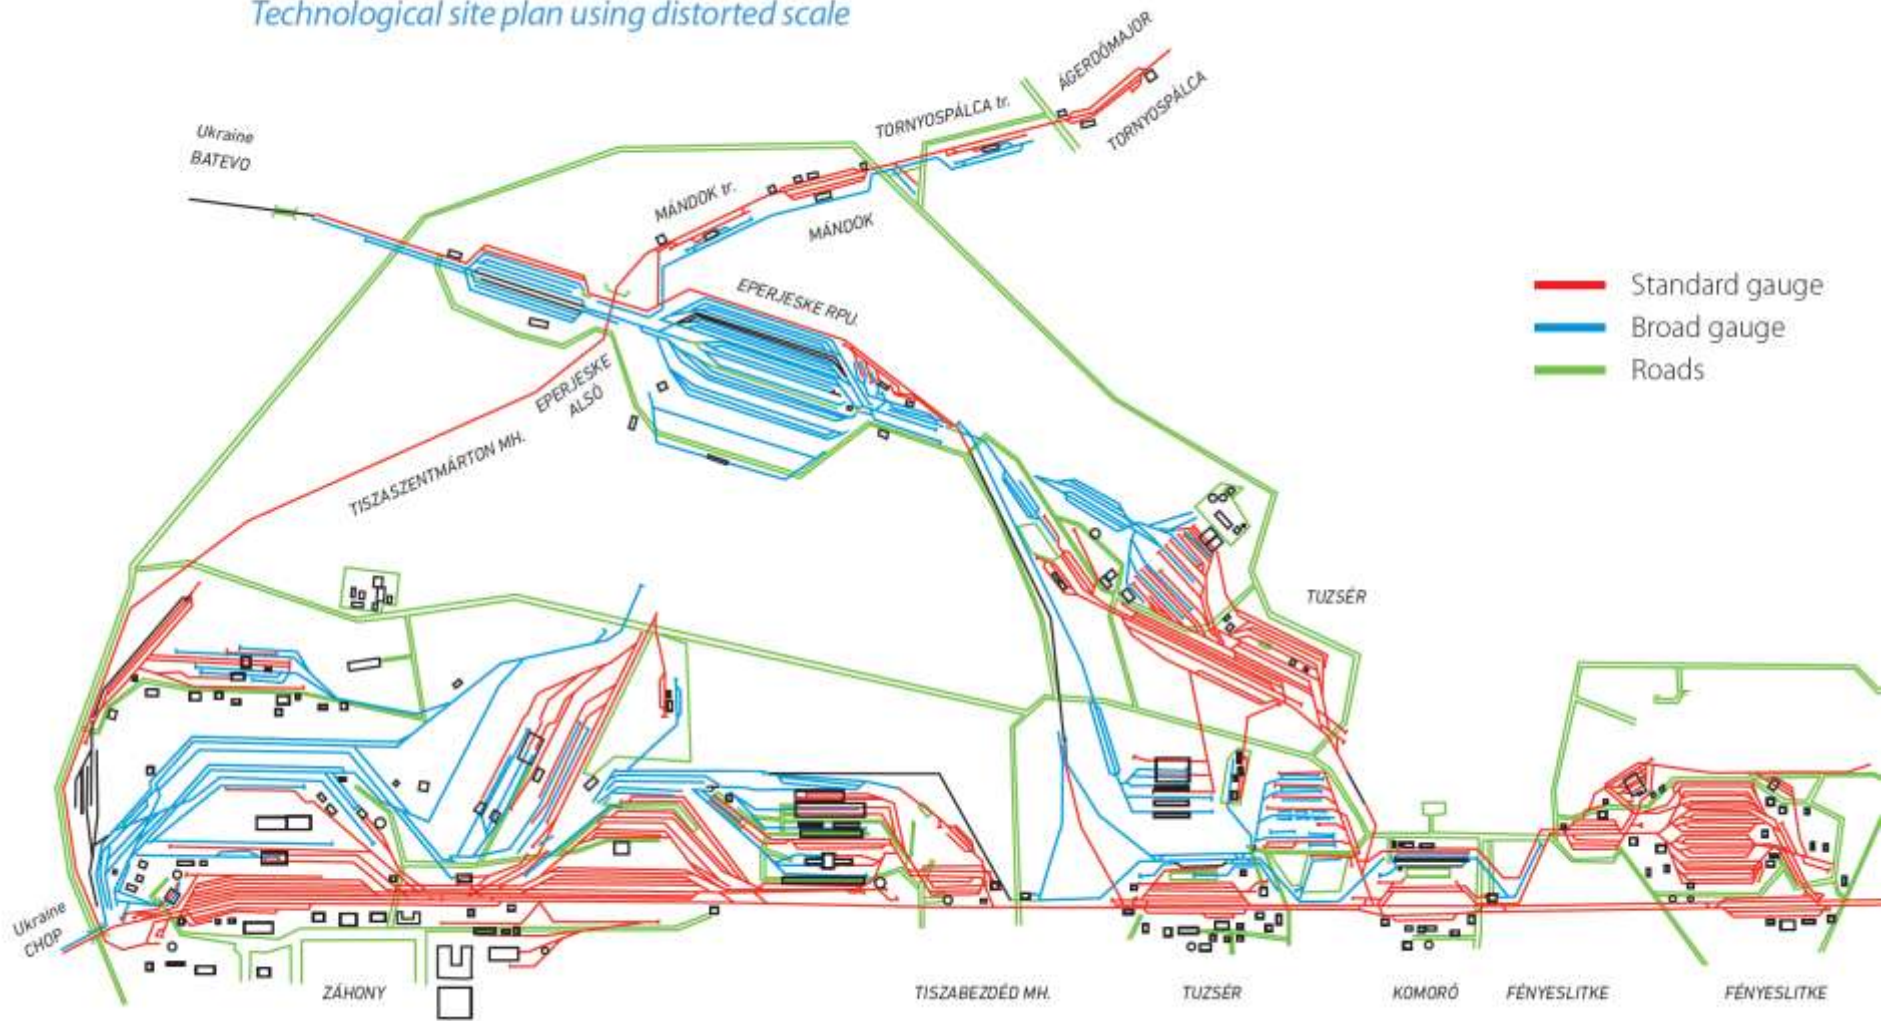 Technological site plan using distorted scale
ÁGERDŐMAJOR
TORNYOSPÁLCA tr.
TORNYOSPÁLCA
Ukraine
BATEVO
MÁNDOK tr.
MÁNDOK
EPERJESKE RPU.
Standard gauge
Broad gauge
Roads
EPERJESKE
ALSÓ
TISZASZENTMÁRTON MH.
TUZSÉR
Ukraine
CHOP
ZÁHONY
TISZABEZDÉD MH.
TUZSÉR
KOMORÓ
FÉNYESLITKE
FÉNYESLITKE